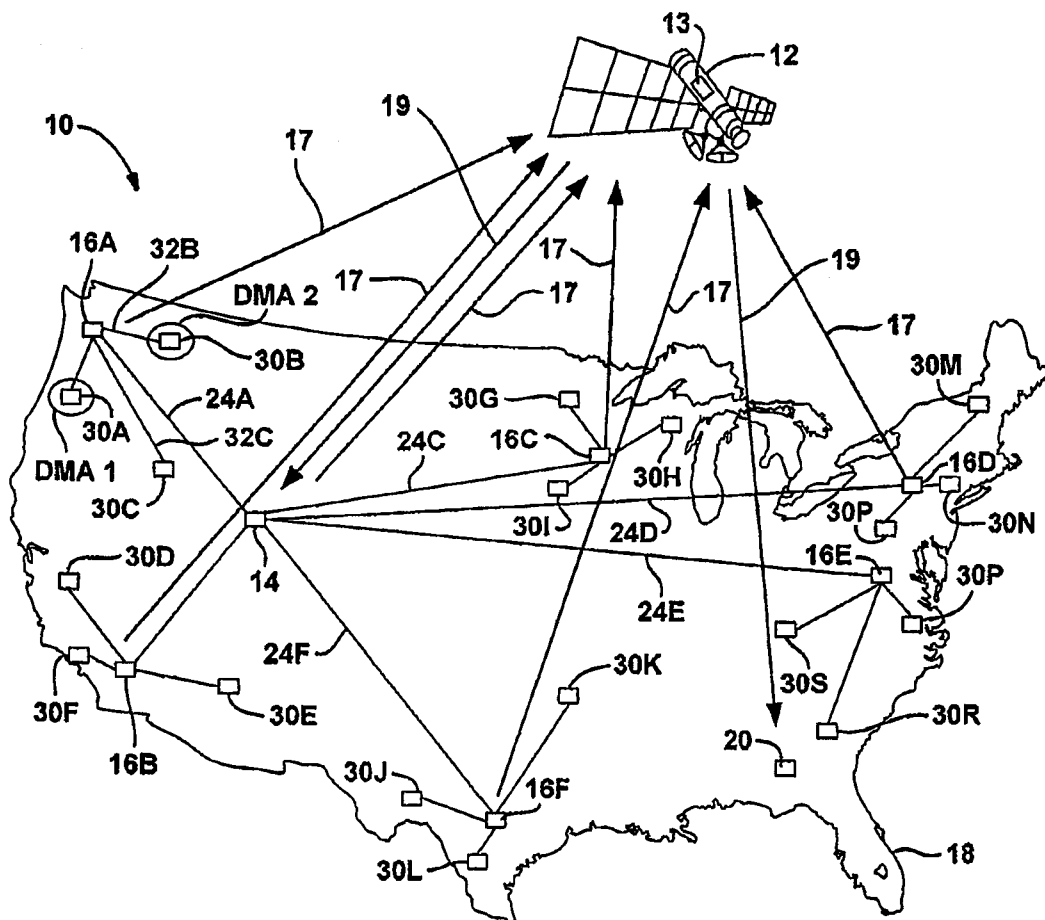 13
12
19
10
17
16A
32B
17
17
17
17
19
DMA 2
17
30B
30M
30G
24A
30A
16C
24C
32C
30H
16D
DMA 1
30C
30I
24D
30P
30N
30D
14
16E
24E
30P
24F
30K
30S
30F
30E
30R
16B
20
30J
16F
30L
18